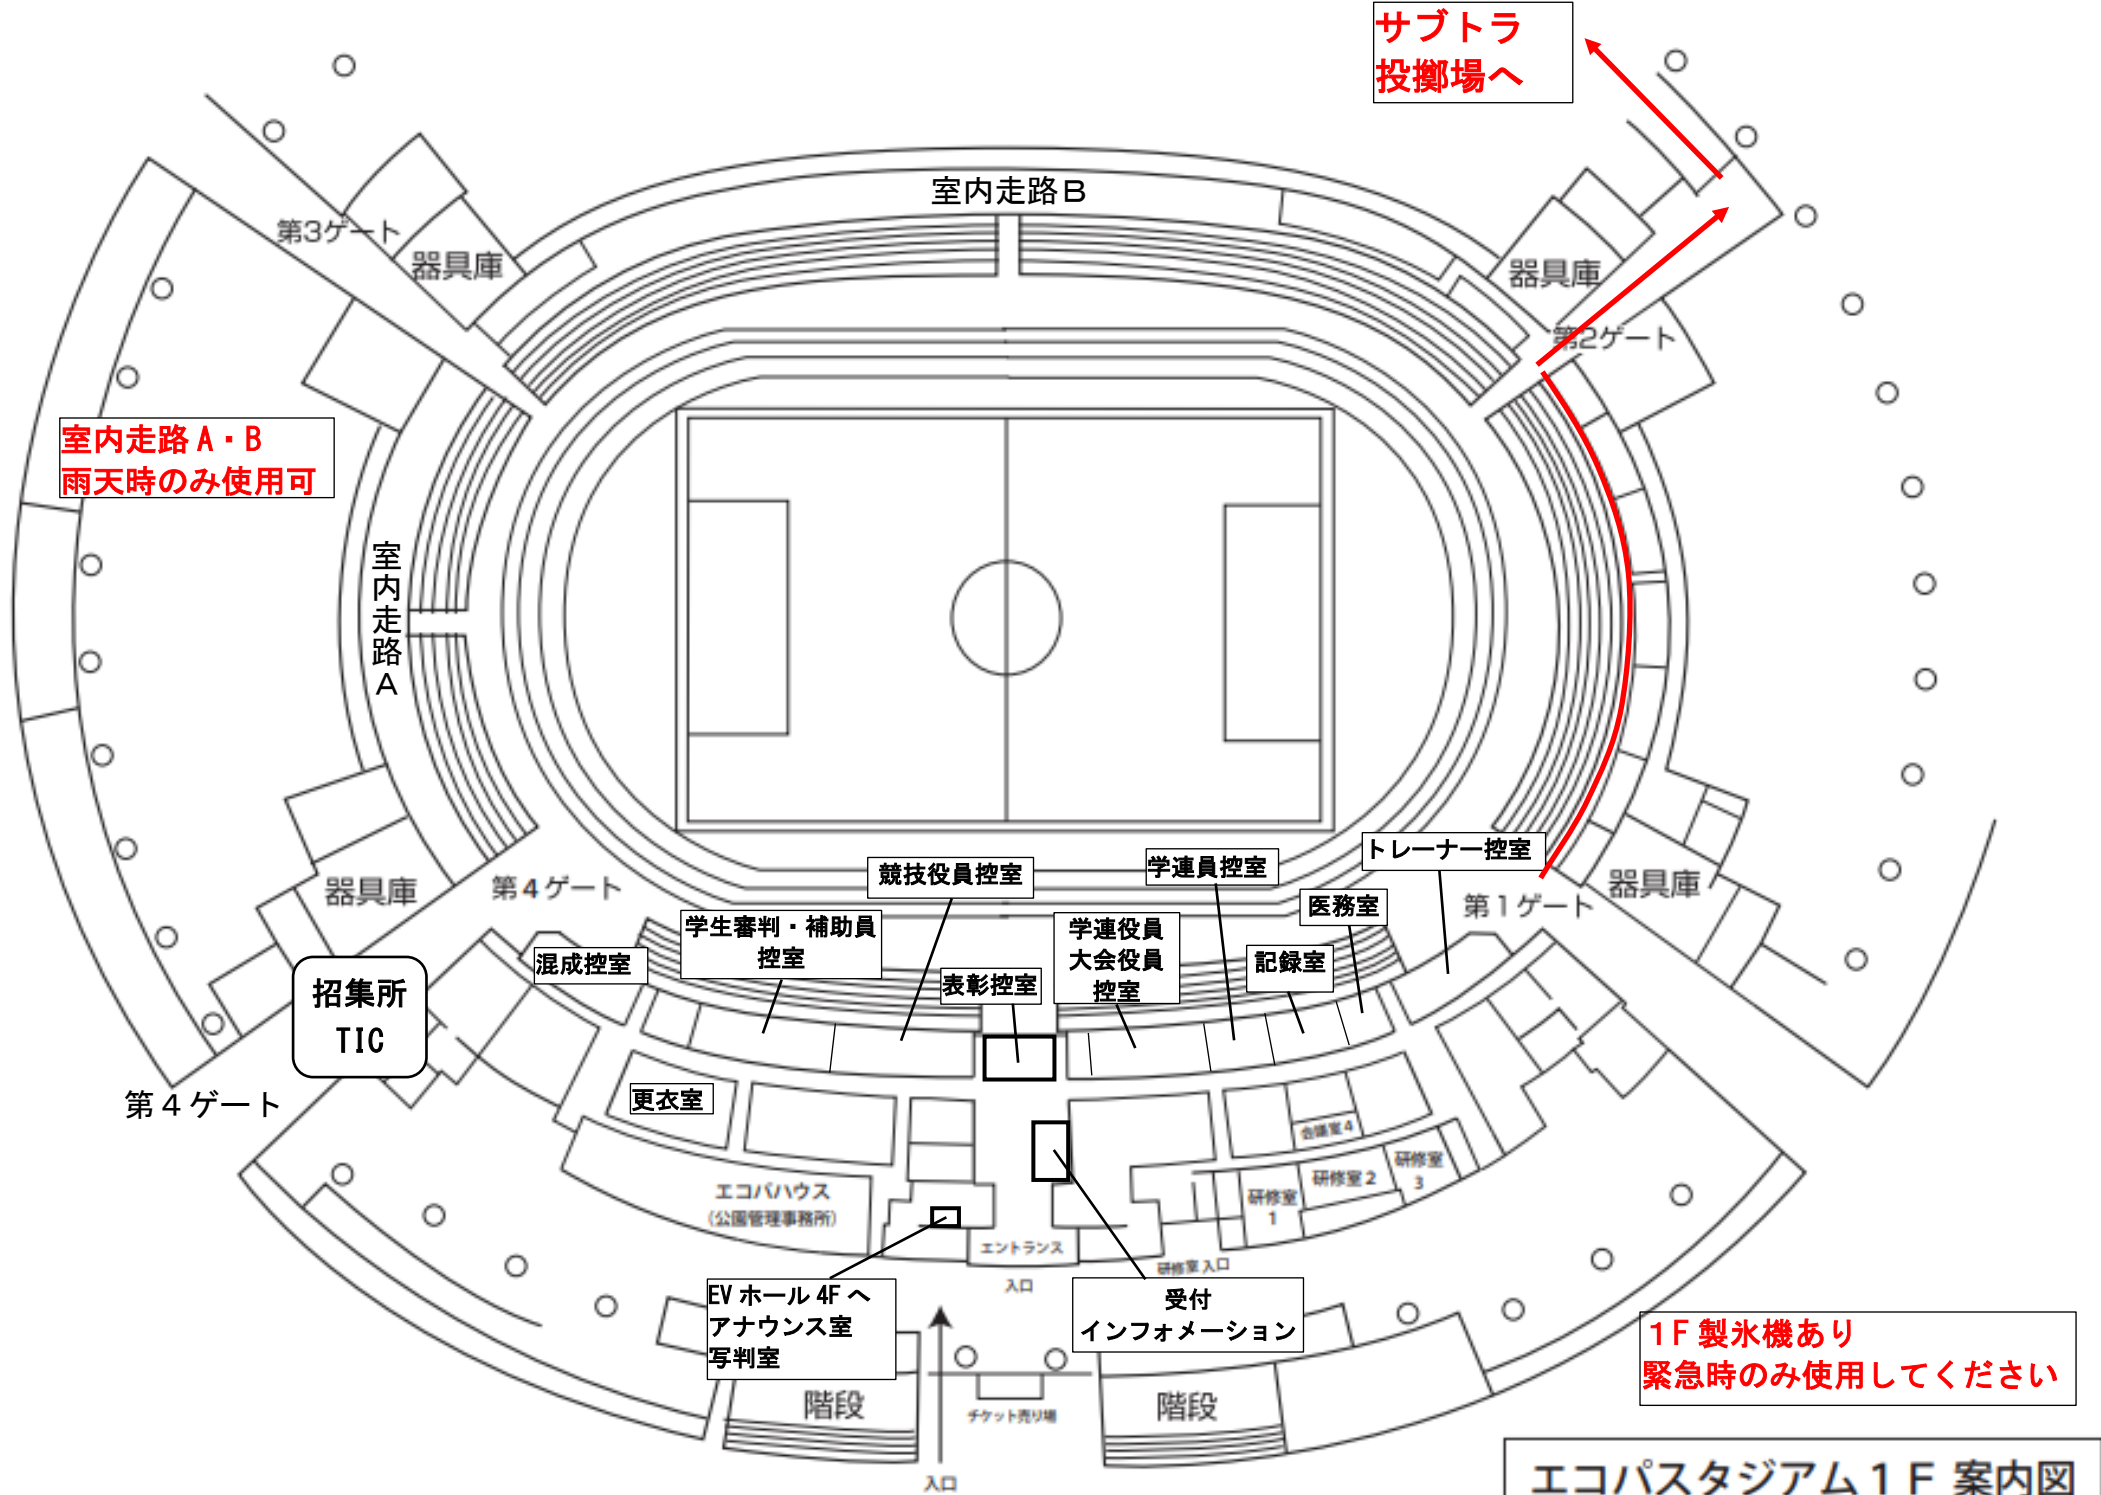 サブトラ
投擲場へ
室内走路B
第3ゲート
器具庫
器具庫
第2ゲート
室内走路 A・B
雨天時のみ使用可
室内走路A
トレーナー控室
学連員控室
競技役員控室
器具庫
第4ゲート
医務室
第1ゲート
器具庫
学生審判・補助員
控室
学連役員
大会役員
控室
混成控室
記録室
表彰控室
招集所
TIC
第4ゲート
更衣室
会議室4
研修室
3
研修室2
研修室
1
エコパハウス
(公園管理事務所)
エントランス
研修室入口
入口
EV ホール 4F へ
アナウンス室
写判室
受付
インフォメーション
1F 製氷機あり
緊急時のみ使用してください
階段
階段
チケット売り場
入口
エコパスタジアム1F 案内図